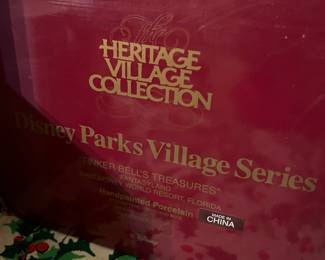 The
HERITAGE
VILLAGE
COLLECTION
Disney Parks Village Series
"TINKER BELL'S TREASURES"
FANTASYLAND
WALT DISNEY WORLD RESORT, FLORIDA
Handpainted Porcelain
MADE IN
CHINA
Disney